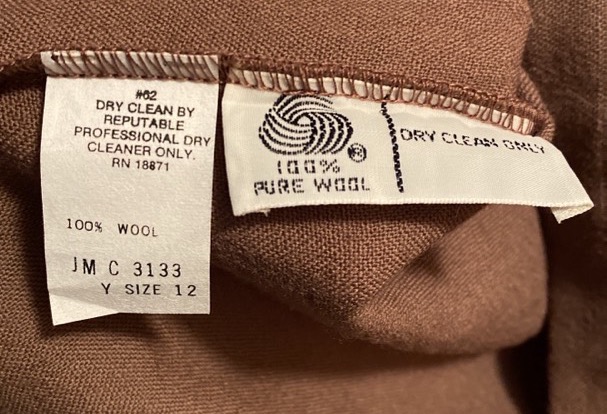 #62
DRY CLEAN BY
REPUTABLE
PROFESSIONAL DRY
CLEANER ONLY.
RN 18871
100% WOOL
JM C 3133
Y SIZE 12
®
100%
PURE WOOL
DRY CLEAN ONLY